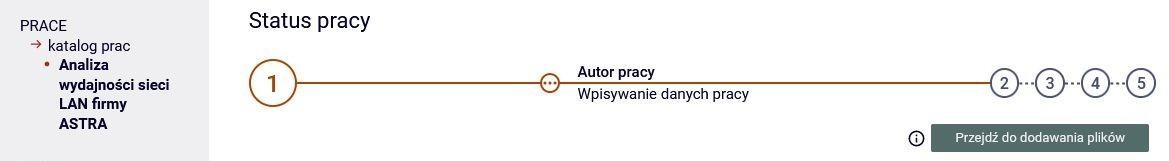 PRACE
→ katalog prac
• Analiza
wydajności sieci
LAN firmy
ASTRA
Status pracy
1
Autor pracy
Wpisywanie danych pracy
2 3 4 5
Przejdź do dodawania plików